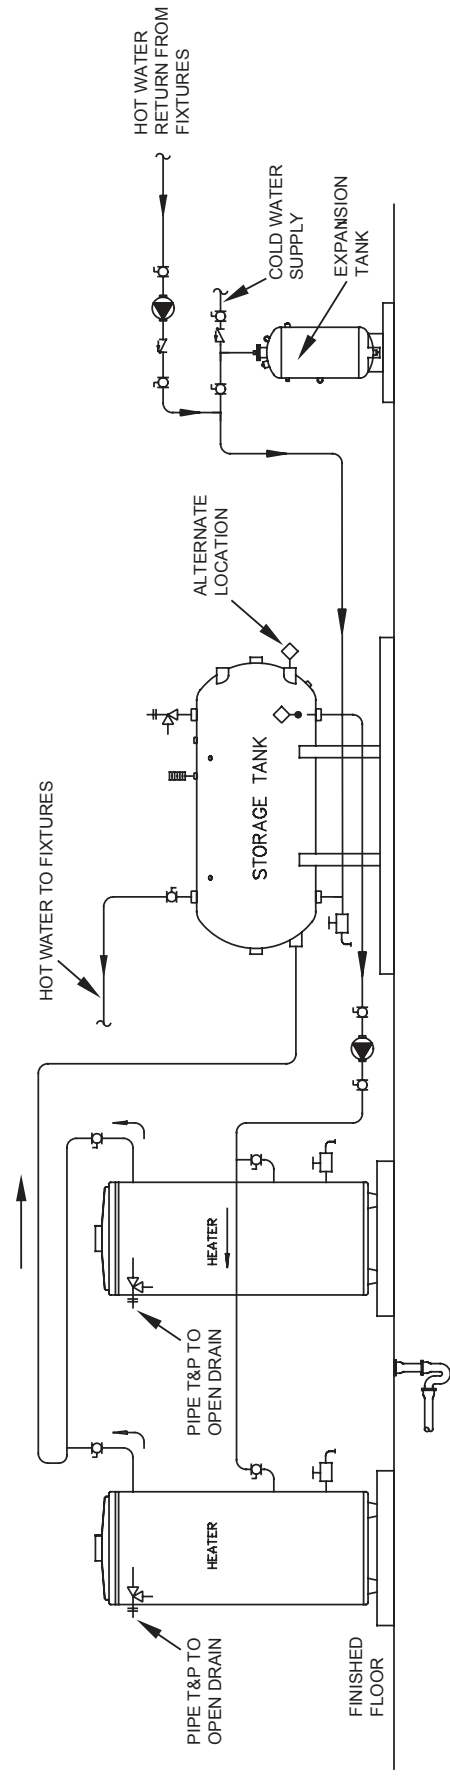 HOT WATER
RETURN FROM
FIXTURES
COLD WATER
SUPPLY
EXPANSION
TANK
ALTERNATE
LOCATION
HOT WATER TO FIXTURES
STORAGE TANK
HEATER
PIPE T&P TO
OPEN DRAIN
HEATER
PIPE T&P TO
OPEN DRAIN
FINISHED
FLOOR